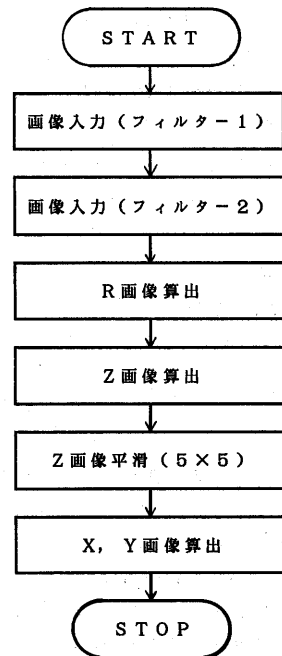 START
画像入力(フィルター1)
画像入力(フィルター2)
R画像算出
Z画像算出
Z画像平滑(5×5)
X, Y画像算出
STOP